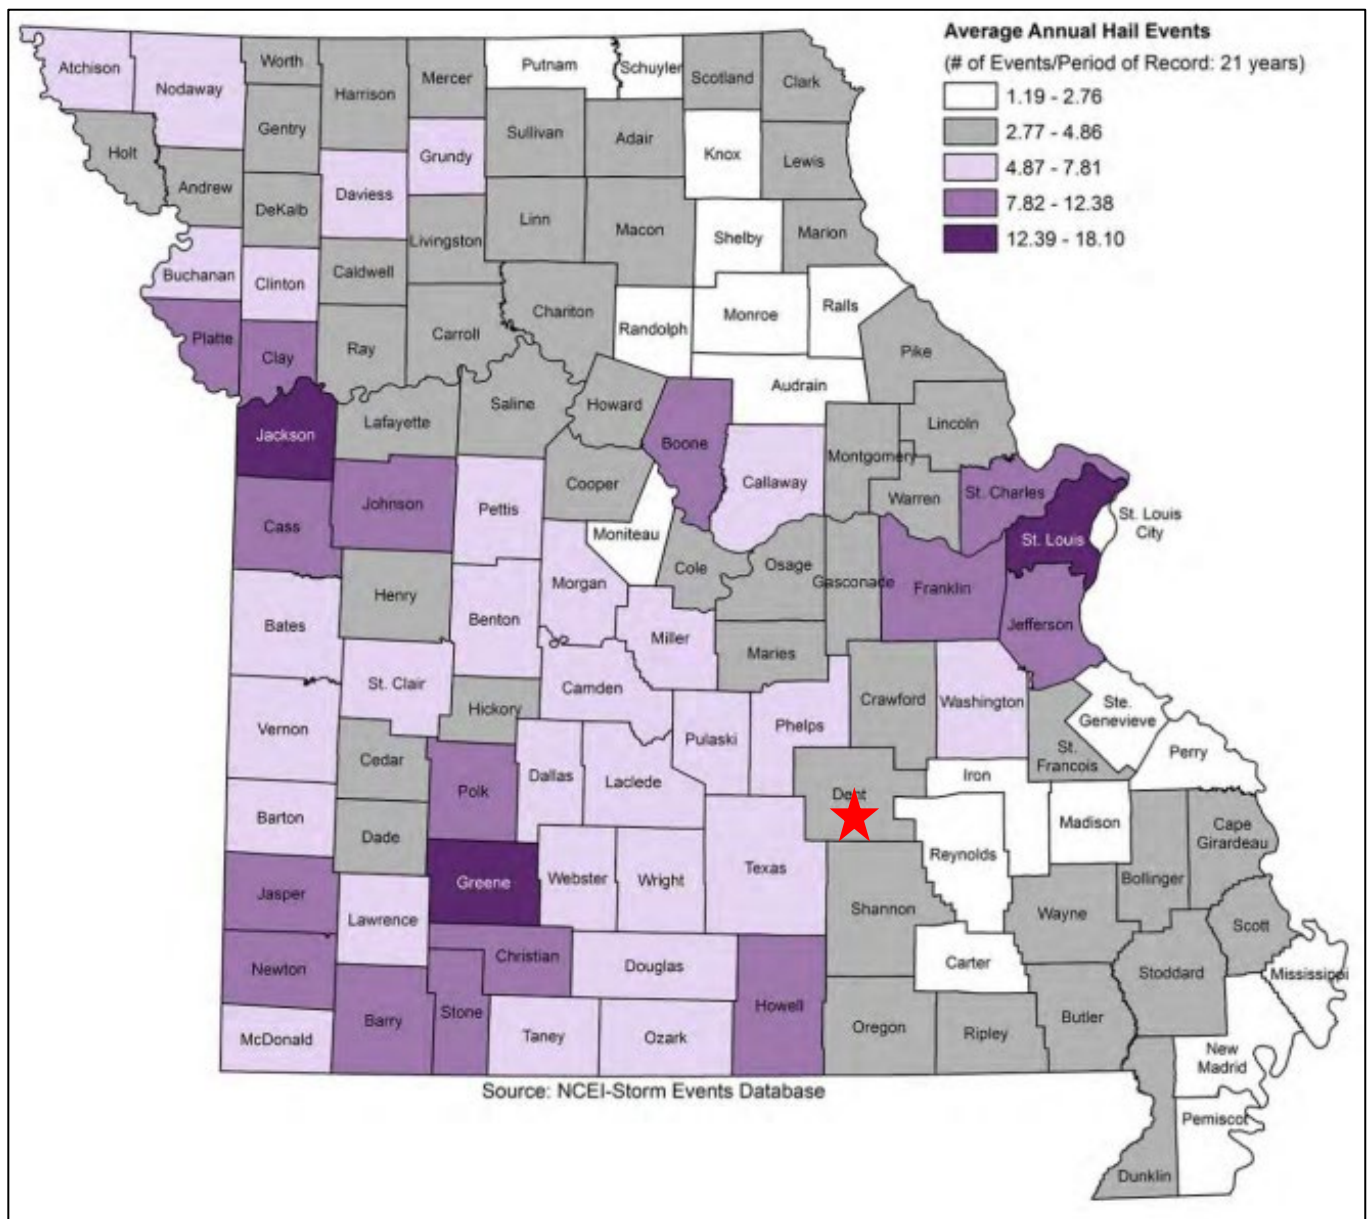 Average Annual Hail Events
(# of Events/Period of Record: 21 years)
1.19 - 2.76
2.77 - 4.86
4.87 - 7.81
7.82 - 12.38
12.39 - 18.10
Atchison
Nodaway
Worth
Harrison
Mercer
Putnam
Schuyler
Scotland
Clark
Holt
Gentry
Sullivan
Adair
Knox
Lewis
Andrew
DeKalb
Daviess
Grundy
Livingston
Linn
Macon
Shelby
Marion
Buchanan
Clinton
Caldwell
Chariton
Randolph
Monroe
Ralls
Platte
Clay
Ray
Carroll
Pike
Audrain
Jackson
Lafayette
Saline
Howard
Boone
Callaway
Montgomery
Lincoln
Warren
St. Charles
St. Louis
City
St. Louis
Cass
Johnson
Pettis
Cooper
Moniteau
Morgan
Cole
Osage
Gasconade
Franklin
Jefferson
Bates
Henry
Benton
Miller
Maries
St. Clair
Camden
Hickory
Pulaski
Phelps
Crawford
Washington
Ste.
Genevieve
St.
Francois
Perry
Vernon
Cedar
Polk
Dallas
Laclede
Dent
Iron
Madison
Cape
Girardeau
Barton
Dade
Greene
Webster
Wright
Texas
Reynolds
Bollinger
Jasper
Lawrence
Shannon
Wayne
Scott
Newton
Christian
Douglas
Howell
Carter
Stoddard
Mississippi
McDonald
Barry
Stone
Taney
Ozark
Oregon
Ripley
Butler
New
Madrid
Pemiscot
Dunklin
Source: NCEI-Storm Events Database